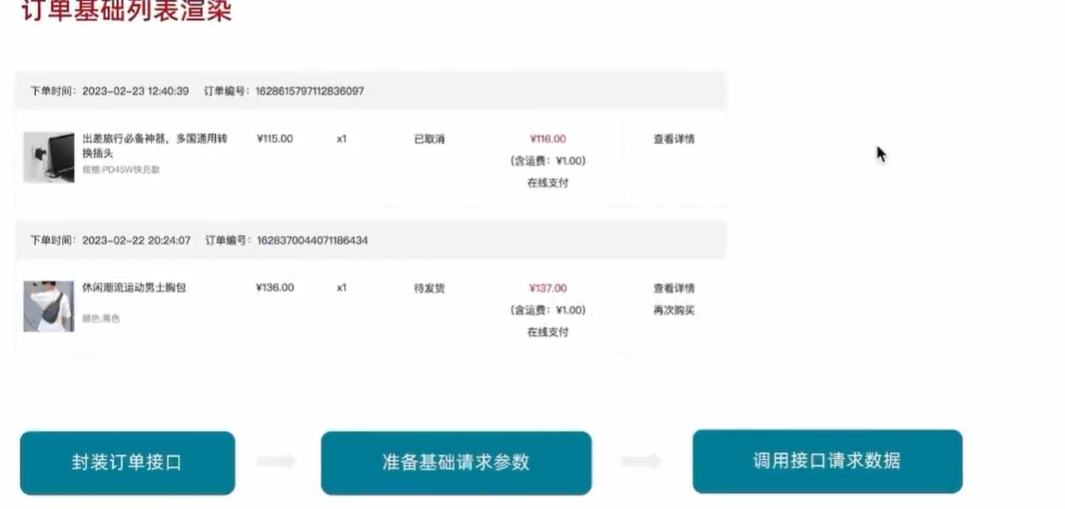 订单基础列表渲染
下单时间：2023-02-23 12:40:39 订单编号：1628615797112836097
出差旅行必备神器，多国通用转
换插头
规格:PD45W快充款
¥115.00
x1
已取消
¥116.00
(含运费：¥1.00)
在线支付
查看详情
下单时间：2023-02-22 20:24:07 订单编号：1628370044071186434
休闲潮流运动男士胸包
颜色:黑色
¥136.00
x1
待发货
¥137.00
(含运费：¥1.00)
在线支付
查看详情
再次购买
封装订单接口
准备基础请求参数
调用接口请求数据